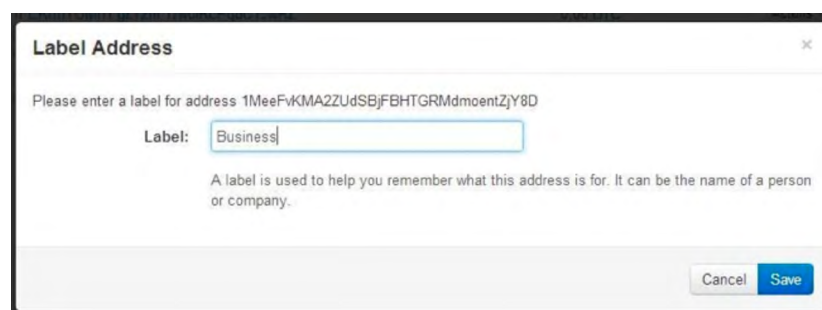 Label Address
×
Please enter a label for address 1MeeFvKMA2ZUdSBjFBHTGRMdmoentZjY8D
Label: Business
A label is used to help you remember what this address is for. It can be the name of a person
or company.
Cancel Save